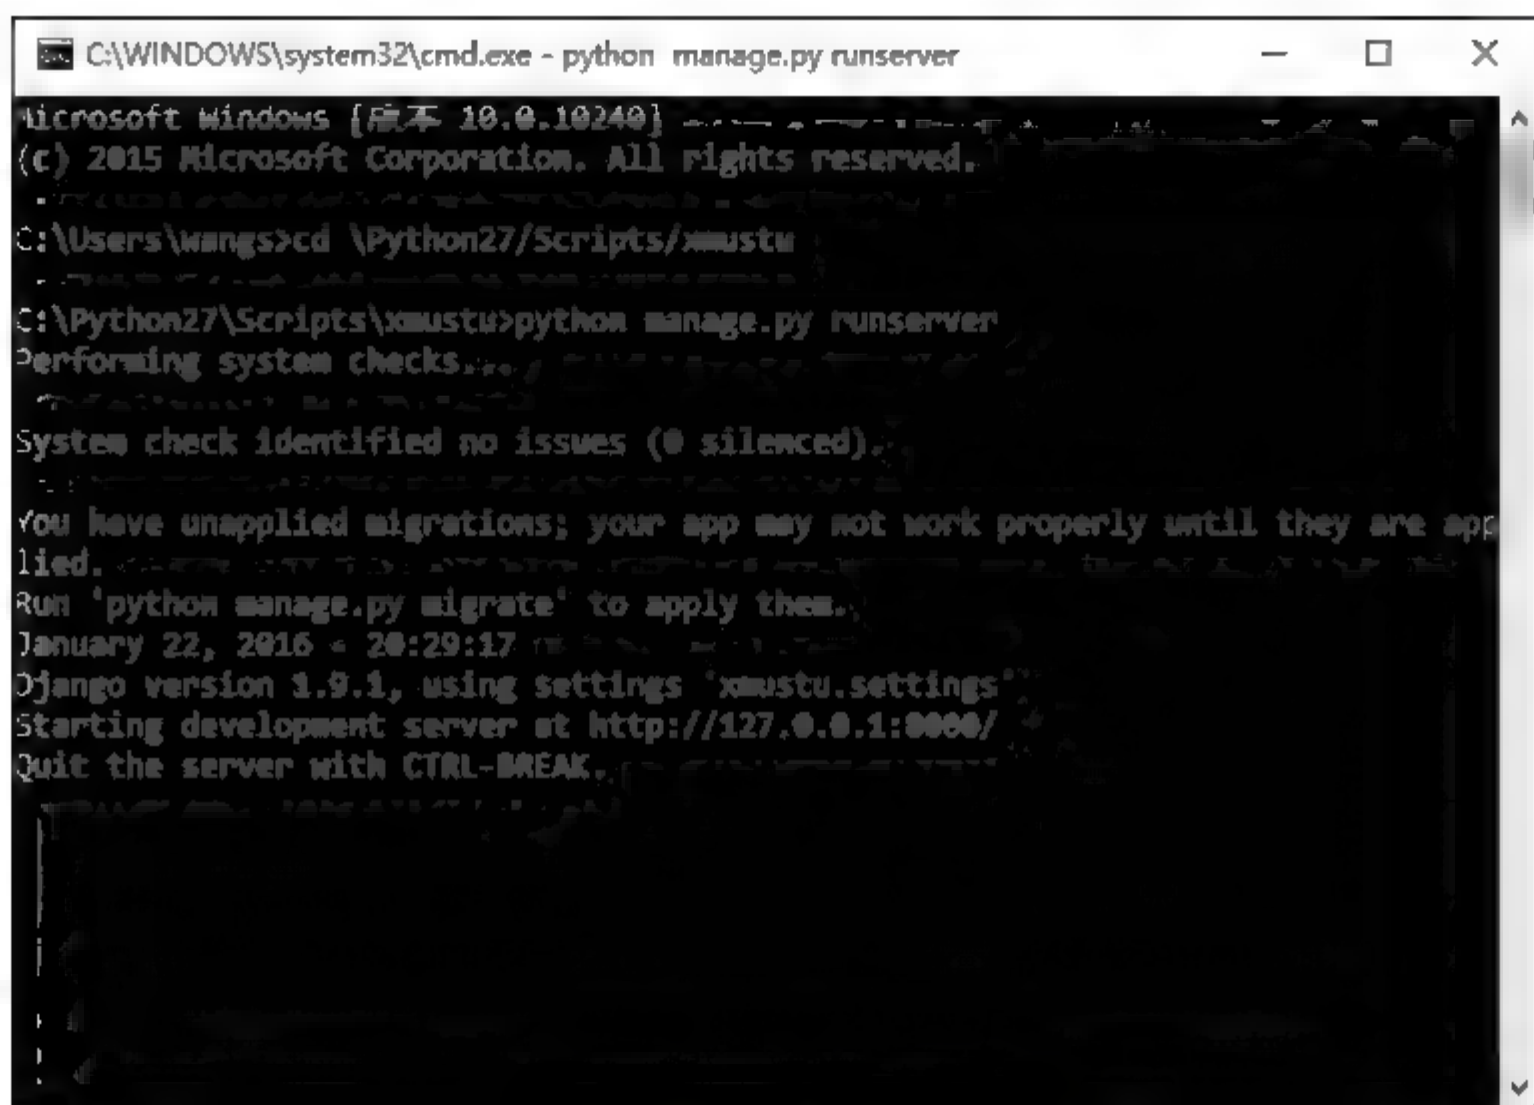 C:\WINDOWS\system32\cmd.exe - python  manage.py runserver
Microsoft Windows [版本 10.0.10240]
(c) 2015 Microsoft Corporation. All rights reserved.
C:\Users\wangs>cd \Python27/Scripts/xmustu
C:\Python27\Scripts\xmustu>python manage.py runserver
Performing system checks...
System check identified no issues (0 silenced).
You have unapplied migrations; your app may not work properly until they are app
lied.
Run 'python manage.py migrate' to apply them.
January 22, 2016 - 20:29:17
Django version 1.9.1, using settings 'xmustu.settings'
Starting development server at http://127.0.0.1:8000/
Quit the server with CTRL-BREAK.